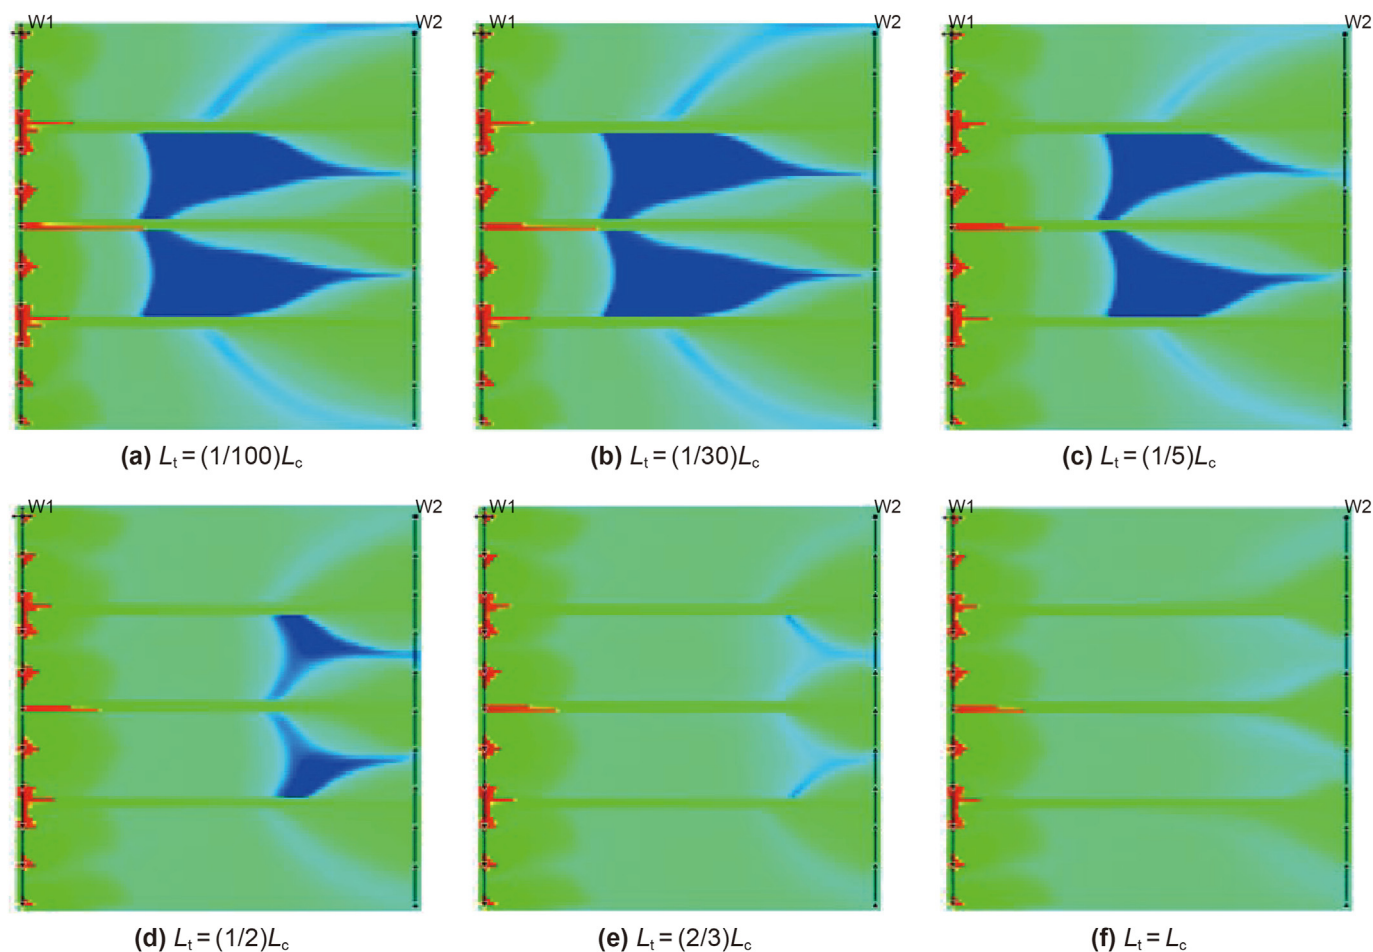 W1 W2 W1 W2 W1 W2
(a) Lt = (1/100)Lc (b) Lt = (1/30)Lc (c) Lt = (1/5)Lc
W1 W2 W1 W2 W1 W2
(d) Lt = (1/2)Lc (e) Lt = (2/3)Lc (f) Lt = Lc